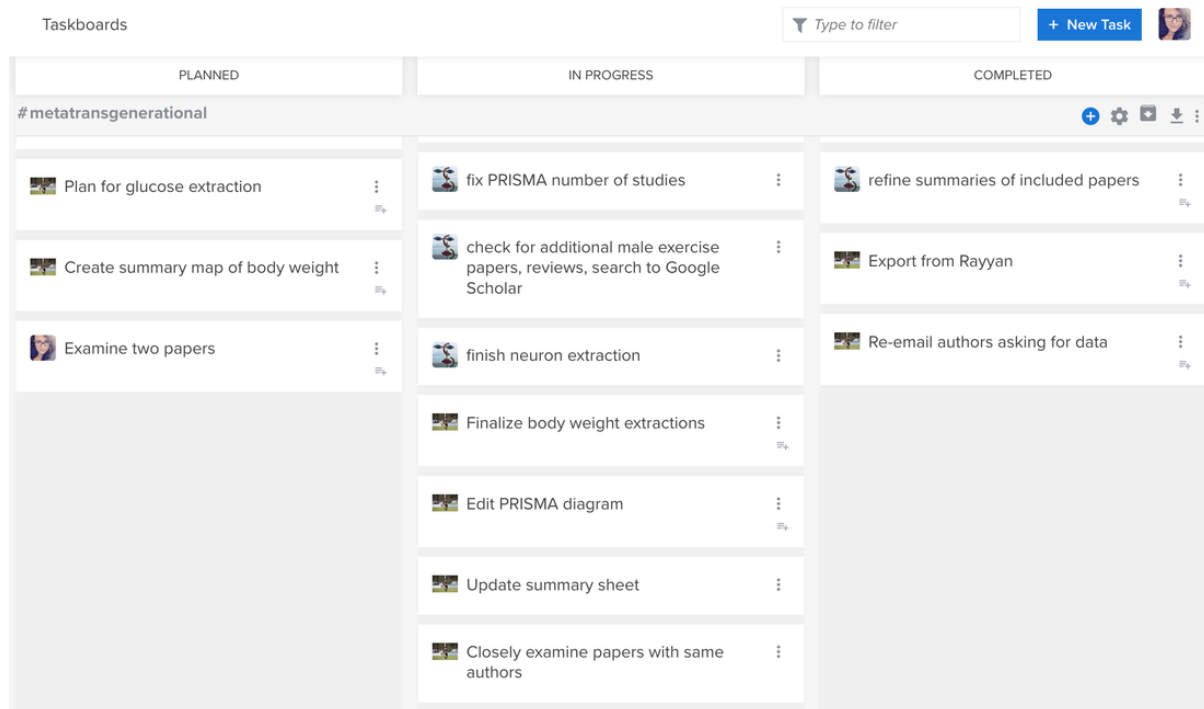 Taskboards
Type to filter
+ New Task
PLANNED
IN PROGRESS
COMPLETED
#metatransgenerational
Plan for glucose extraction
Create summary map of body weight
Examine two papers
fix PRISMA number of studies
check for additional male exercise
papers, reviews, search to Google
Scholar
finish neuron extraction
Finalize body weight extractions
Edit PRISMA diagram
Update summary sheet
Closely examine papers with same
authors
refine summaries of included papers
Export from Rayyan
Re-email authors asking for data